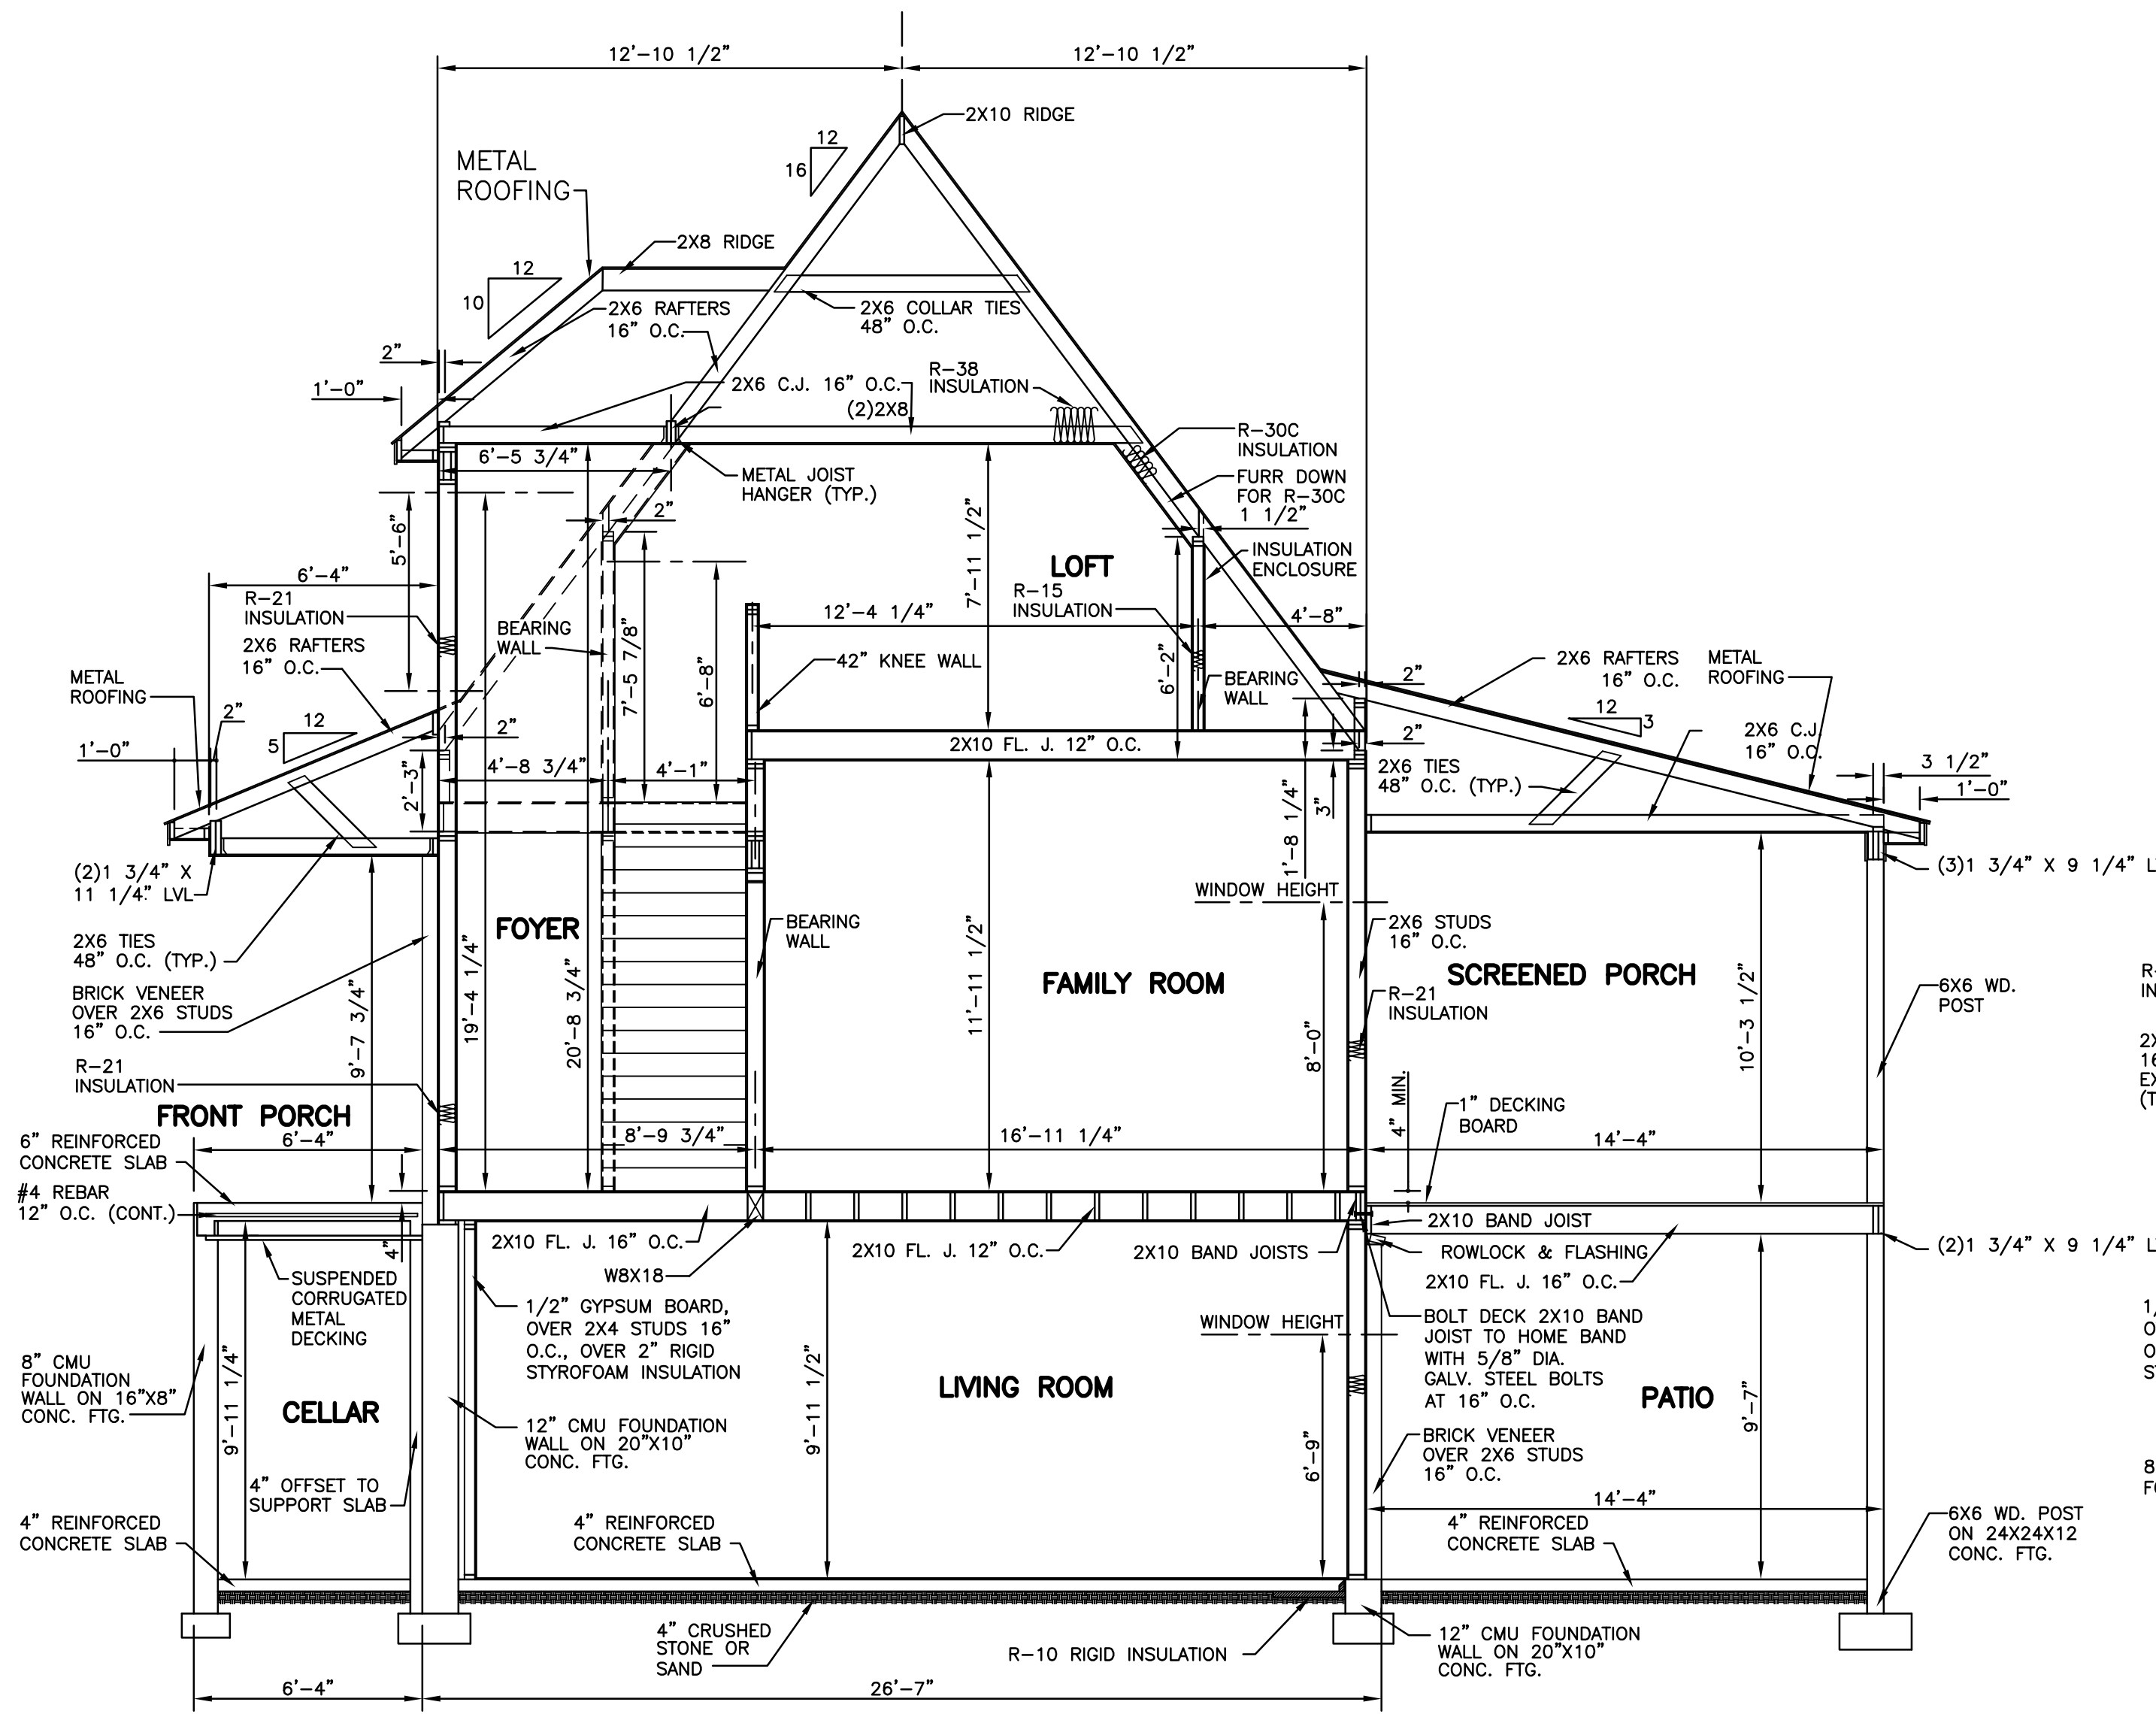 12'-10 1/2"
12'-10 1/2"
2X10 RIDGE
12
16
METAL
ROOFING
2X8 RIDGE
12
10
2X6 RAFTERS
16" O.C.
2X6 COLLAR TIES
48" O.C.
2"
1'-0"
2X6 C.J. 16" O.C.
(2)2X8
R-38
INSULATION
R-30C
INSULATION
6'-5 3/4"
METAL JOIST
HANGER (TYP.)
FURR DOWN
FOR R-30C
1 1/2"
2"
5'-6"
7'-11 1/2"
LOFT
INSULATION
ENCLOSURE
6'-4"
R-21
INSULATION
R-15
INSULATION
12'-4 1/4"
4'-8"
BEARING
WALL
7'-5 7/8"
6'-8"
6'-2"
2X6 RAFTERS
16" O.C.
42" KNEE WALL
BEARING
WALL
2"
2X6 RAFTERS
16" O.C.
METAL
ROOFING
METAL
ROOFING
2"
12
5
2"
12
3
2X6 C.J.
16" O.C.
1'-0"
2X10 FL. J. 12" O.C.
2"
4'-8 3/4"
4'-1"
2'-3"
2X6 TIES
48" O.C. (TYP.)
3 1/2"
1'-0"
1'-8 1/4"
3"
(2)1 3/4" X
11 1/4" LVL
(3)1 3/4" X 9 1/4" L
WINDOW HEIGHT
FOYER
BEARING
WALL
2X6 STUDS
16" O.C.
2X6 TIES
48" O.C. (TYP.)
19'-4 1/4"
20'-8 3/4"
11'-11 1/2"
FAMILY ROOM
SCREENED PORCH
BRICK VENEER
OVER 2X6 STUDS
16" O.C.
9'-7 3/4"
R-21
INSULATION
8'-0"
10'-3 1/2"
6X6 WD.
POST
R-
IN
2X
16
EX
(T
R-21
INSULATION
FRONT PORCH
4" MIN.
1" DECKING
BOARD
6" REINFORCED
CONCRETE SLAB
6'-4"
8'-9 3/4"
16'-11 1/4"
14'-4"
#4 REBAR
12" O.C. (CONT.)
4"
2X10 FL. J. 16" O.C.
2X10 FL. J. 12" O.C.
2X10 BAND JOISTS
2X10 BAND JOIST
ROWLOCK & FLASHING
(2)1 3/4" X 9 1/4" L
W8X18
2X10 FL. J. 16" O.C.
SUSPENDED
CORRUGATED
METAL
DECKING
1/2" GYPSUM BOARD,
OVER 2X4 STUDS 16"
O.C., OVER 2" RIGID
STYROFOAM INSULATION
WINDOW HEIGHT
BOLT DECK 2X10 BAND
JOIST TO HOME BAND
WITH 5/8" DIA.
GALV. STEEL BOLTS
AT 16" O.C.
1/
O
O
S
8" CMU
FOUNDATION
WALL ON 16"X8"
CONC. FTG.
9'-11 1/4"
CELLAR
9'-11 1/2"
LIVING ROOM
PATIO
9'-7"
12" CMU FOUNDATION
WALL ON 20"X10"
CONC. FTG.
6'-9"
BRICK VENEER
OVER 2X6 STUDS
16" O.C.
8
FO
4" OFFSET TO
SUPPORT SLAB
14'-4"
4" REINFORCED
CONCRETE SLAB
4" REINFORCED
CONCRETE SLAB
4" REINFORCED
CONCRETE SLAB
6X6 WD. POST
ON 24X24X12
CONC. FTG.
4" CRUSHED
STONE OR
SAND
R-10 RIGID INSULATION
12" CMU FOUNDATION
WALL ON 20"X10"
CONC. FTG.
6'-4"
26'-7"